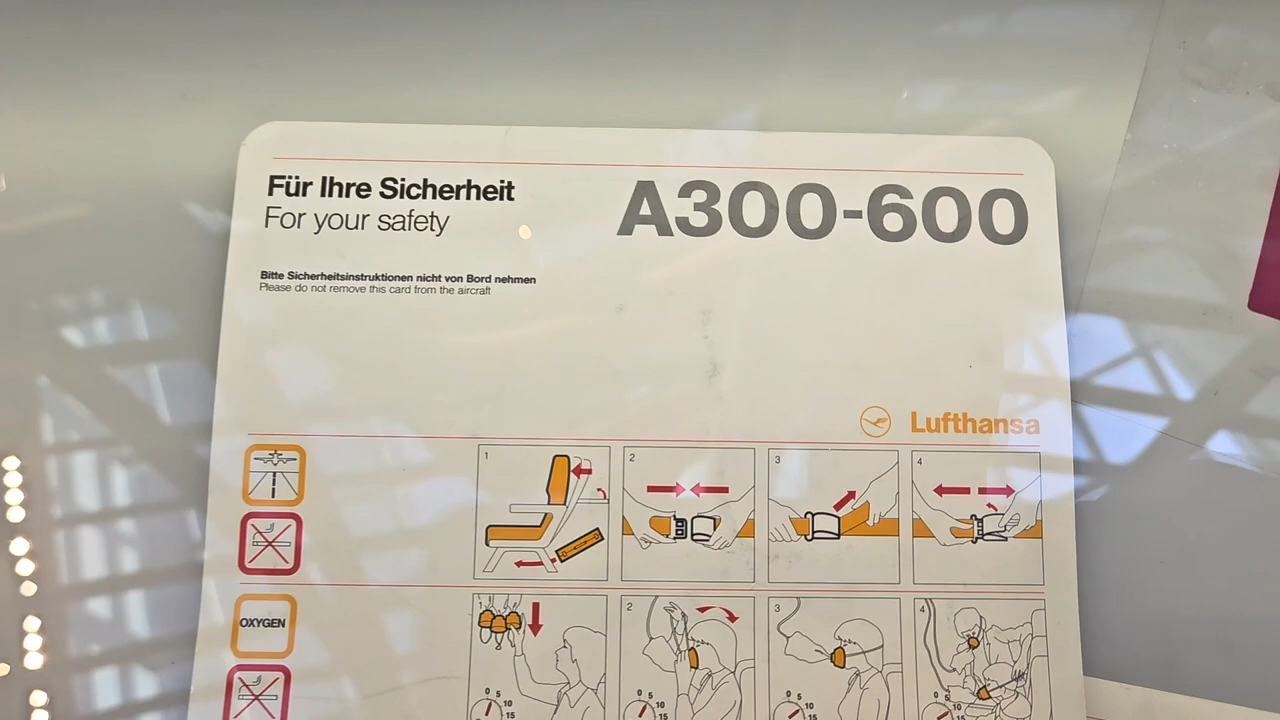 Für Ihre Sicherheit
For your safety
A300-600
Bitte Sicherheitsinstruktionen nicht von Bord nehmen
Please do not remove this card from the aircraft
Lufthansa
1
2
3
4
OXYGEN
2
3
4
0 5 10 15
0 5 10 15
0 5 10 15
0 5 10 15